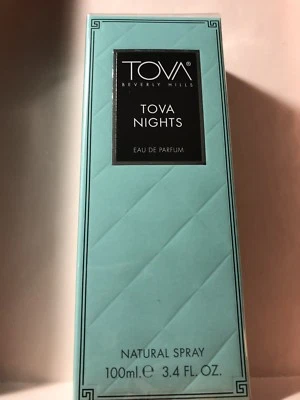 TOVA®
BEVERLY HILLS
TOVA
NIGHTS
EAU DE PARFUM
NATURAL SPRAY
100ml.℮ 3.4 FL. OZ.